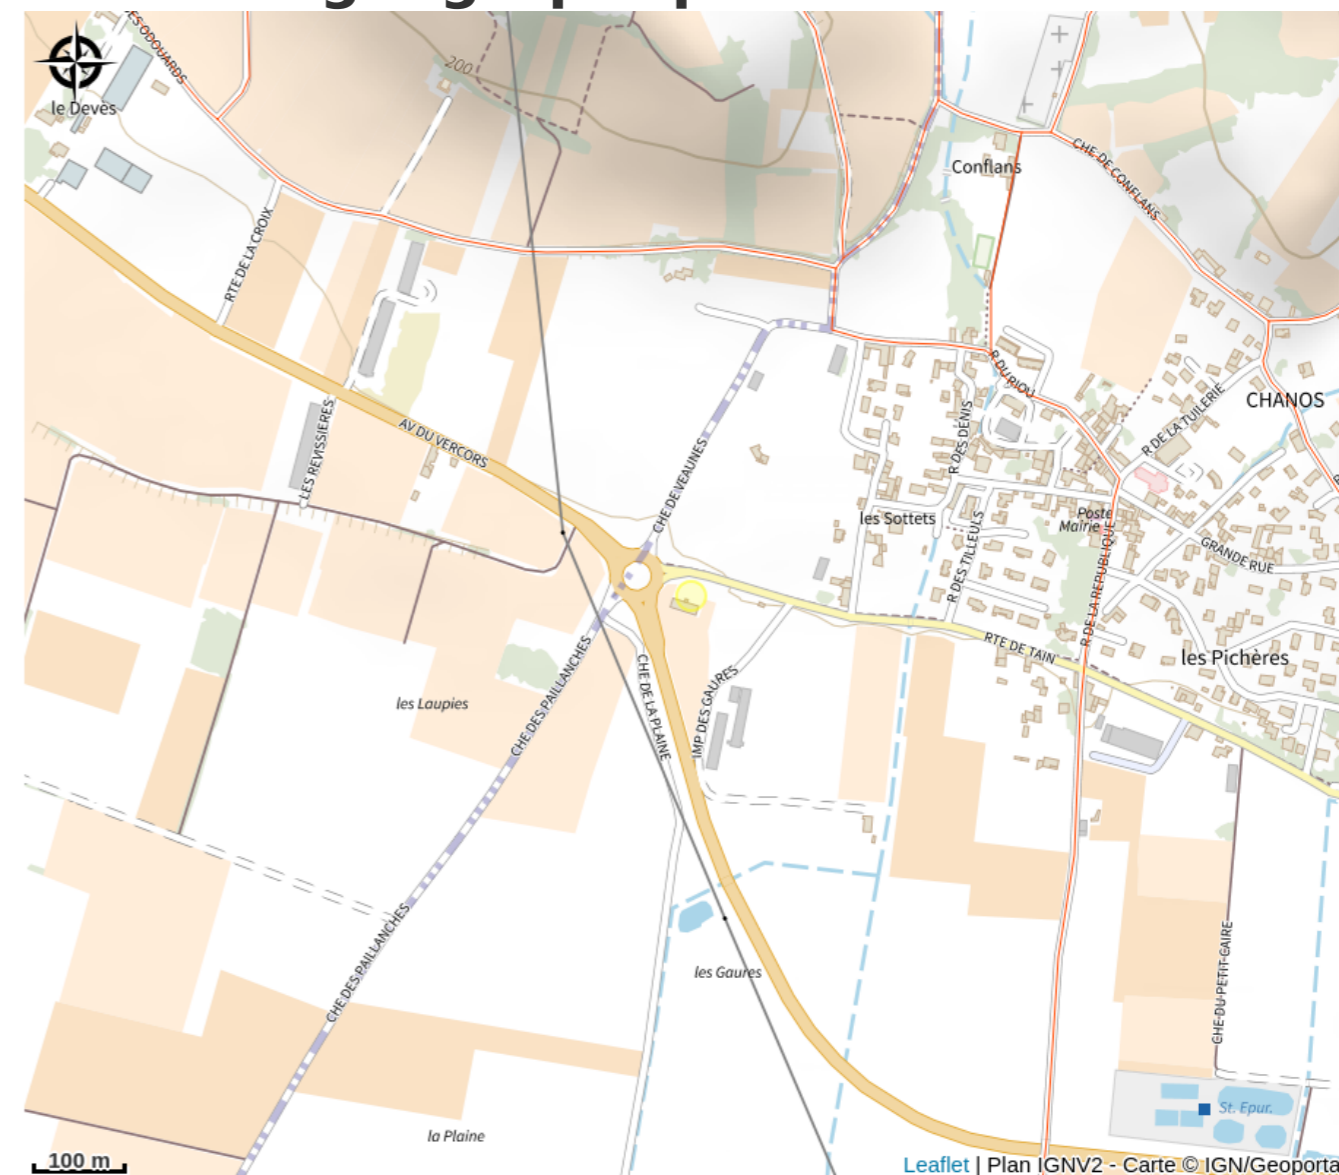 ES ODOUARDS
le Devès
200
Conflans
CHE DE CONFLANS
RTE DE LA CROIX
R DU RIOU
CHANOS
R DE LA TUILERIE
LES REVISSIERES
AV DU VERCORS
CHE DE VEAUNES
R DES DENIS
les Sottets
Poste
Mairie
GRANDE RUE
R DES TILLEULS
R DE LA REPUBLIQUE
RTE DE TAIN
les Pichères
CHE DES PAILLANCHES
CHE DE LA PLAINE
IMP DES GAURES
les Laupies
CHE DES PAILLANCHES
les Gaures
CHE DU PETIT CAIRE
St. Epur.
la Plaine
100 m
Leaflet | Plan IGNV2 - Carte © IGN/Geoporta